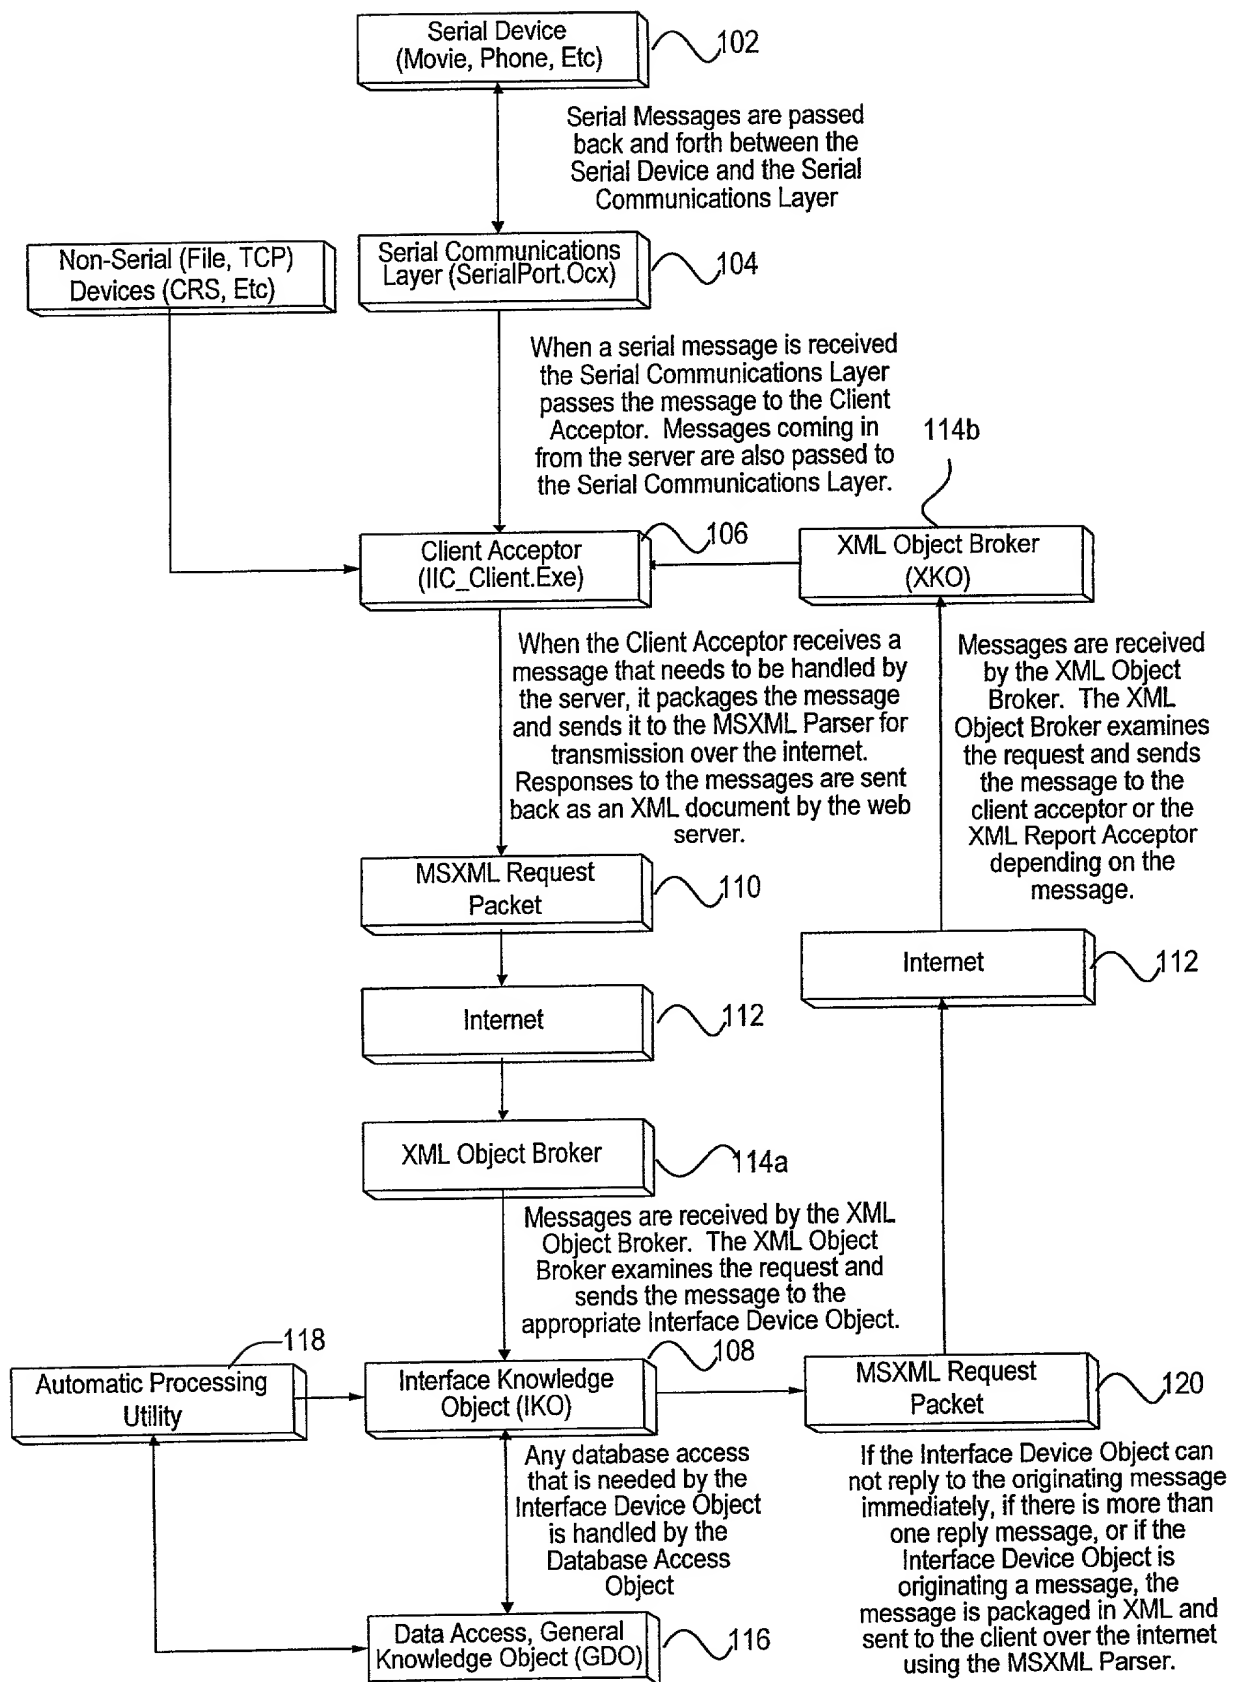 Serial Device
(Movie, Phone, Etc)
102
Serial Messages are passed
back and forth between the
Serial Device and the Serial
Communications Layer
Non-Serial (File, TCP)
Devices (CRS, Etc)
Serial Communications
Layer (SerialPort.Ocx)
104
When a serial message is received
the Serial Communications Layer
passes the message to the Client
Acceptor. Messages coming in
from the server are also passed to
the Serial Communications Layer.
114b
Client Acceptor
(IIC_Client.Exe)
106
XML Object Broker
(XKO)
When the Client Acceptor receives a
message that needs to be handled by
the server, it packages the message
and sends it to the MSXML Parser for
transmission over the internet.
Responses to the messages are sent
back as an XML document by the web
server.
Messages are received
by the XML Object
Broker. The XML
Object Broker examines
the request and sends
the message to the
client acceptor or the
XML Report Acceptor
depending on the
message.
MSXML Request
Packet
110
Internet
112
Internet
112
XML Object Broker
114a
Messages are received by the XML
Object Broker. The XML Object
Broker examines the request and
sends the message to the
appropriate Interface Device Object.
118
Automatic Processing
Utility
Interface Knowledge
Object (IKO)
108
MSXML Request
Packet
120
Any database access
that is needed by the
Interface Device Object
is handled by the
Database Access
Object
If the Interface Device Object can
not reply to the originating message
immediately, if there is more than
one reply message, or if the
Interface Device Object is
originating a message, the
message is packaged in XML and
sent to the client over the internet
using the MSXML Parser.
Data Access, General
Knowledge Object (GDO)
116